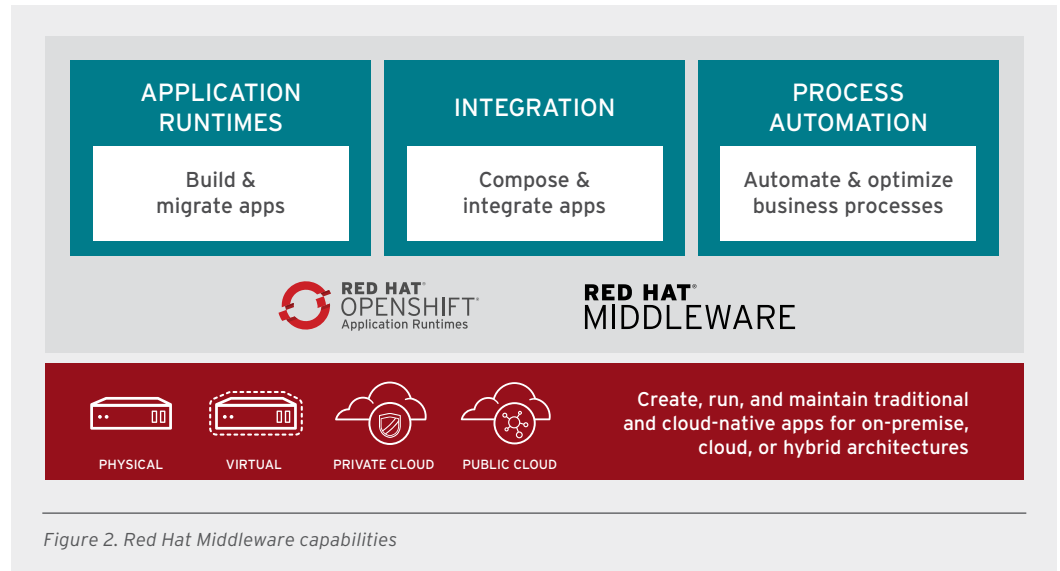 APPLICATION
RUNTIMES
Build &
migrate apps
INTEGRATION
Compose &
integrate apps
PROCESS
AUTOMATION
Automate & optimize
business processes
RED HAT®
OPENSHIFT®
Application Runtimes
RED HAT®
MIDDLEWARE
PHYSICAL
VIRTUAL
PRIVATE CLOUD
PUBLIC CLOUD
Create, run, and maintain traditional
and cloud-native apps for on-premise,
cloud, or hybrid architectures
Figure 2. Red Hat Middleware capabilities